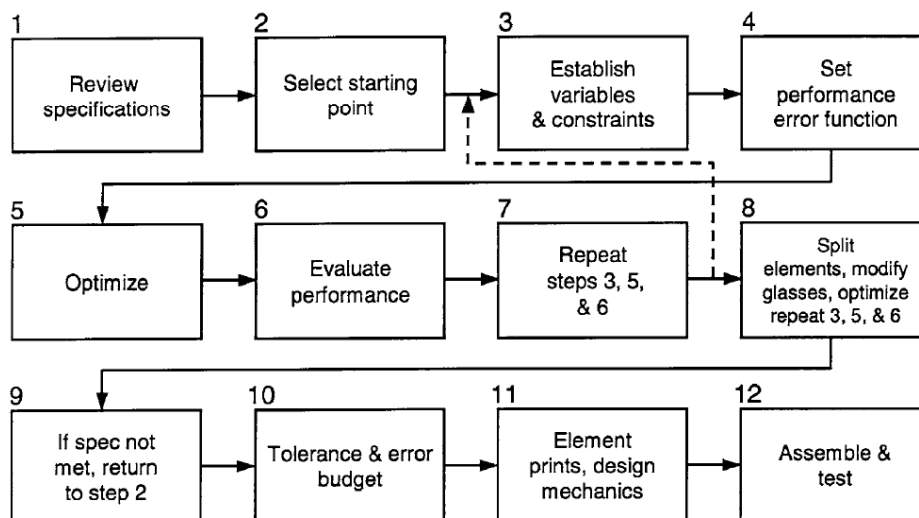 1
Review
specifications
2
Select starting
point
3
Establish
variables
& constraints
4
Set
performance
error function
5
Optimize
6
Evaluate
performance
7
Repeat
steps 3, 5,
& 6
8
Split
elements, modify
glasses, optimize
repeat 3, 5, & 6
9
If spec not
met, return
to step 2
10
Tolerance & error
budget
11
Element
prints, design
mechanics
12
Assemble &
test